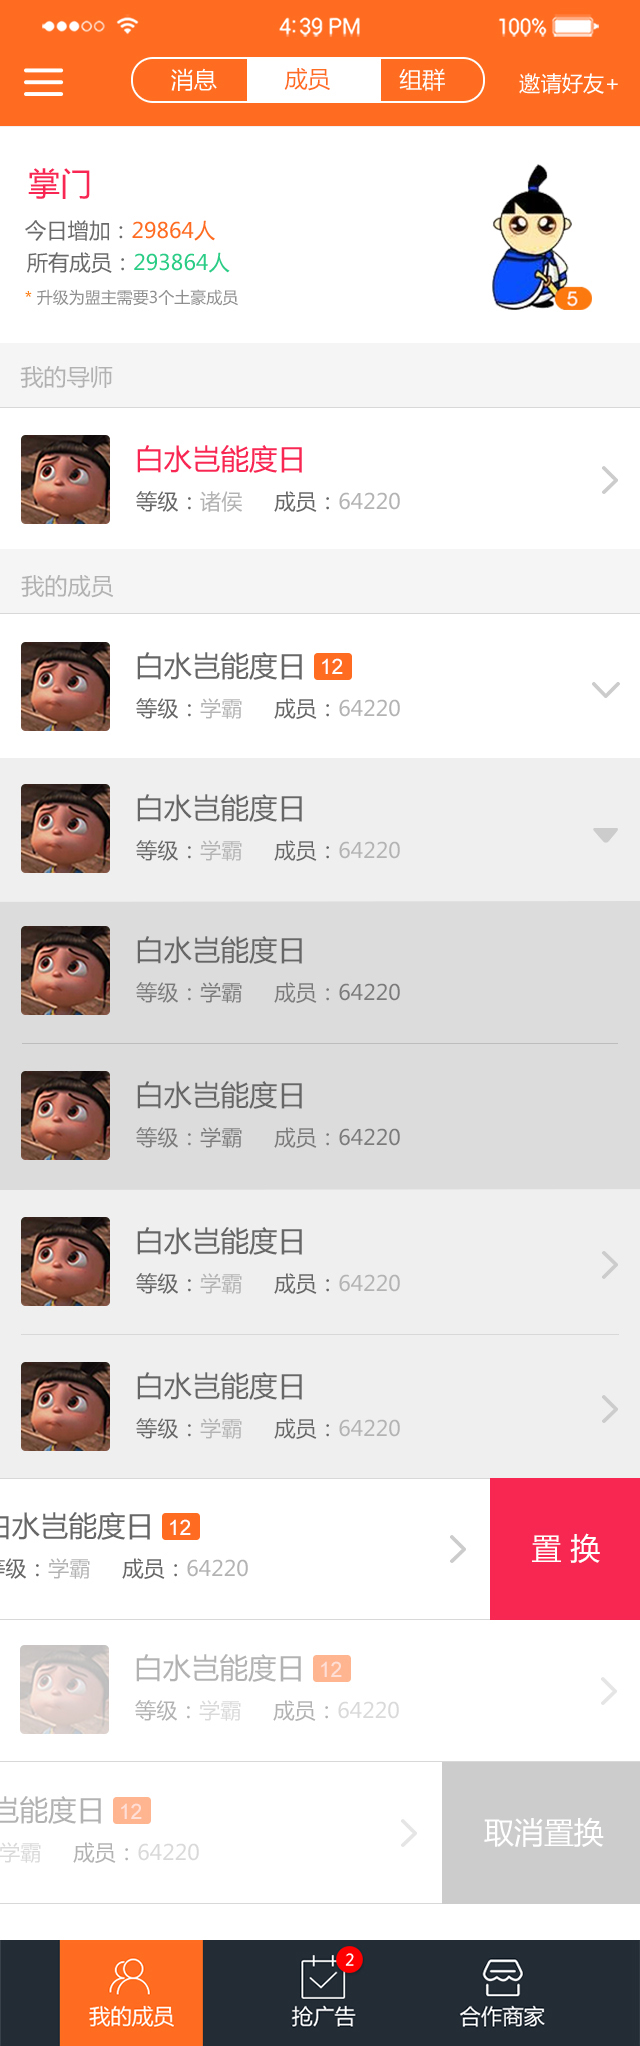 4:39 PM 100%
消息 成员 组群 邀请好友+
掌门
今日增加：29864人
所有成员：293864人
* 升级为盟主需要3个土豪成员
5
我的导师
白水岂能度日
等级：诸侯 成员：64220
我的成员
白水岂能度日 12
等级：学霸 成员：64220
白水岂能度日
等级：学霸 成员：64220
白水岂能度日
等级：学霸 成员：64220
白水岂能度日
等级：学霸 成员：64220
白水岂能度日
等级：学霸 成员：64220
白水岂能度日
等级：学霸 成员：64220
白水岂能度日 12
等级：学霸 成员：64220
置 换
白水岂能度日 12
等级：学霸 成员：64220
岂能度日 12
学霸 成员：64220
取消置换
2
我的成员 抢广告 合作商家